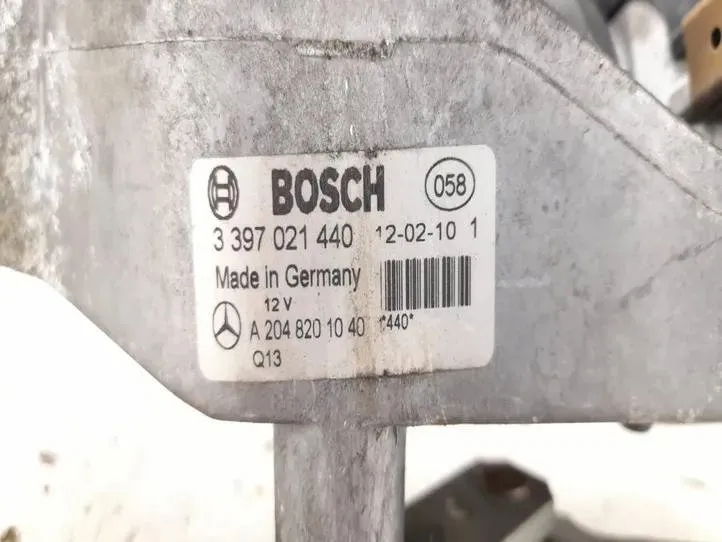 BOSCH 058
3 397 021 440 12-02-10 1
Made in Germany
12 V
A 204 820 10 40 *440*
Q13